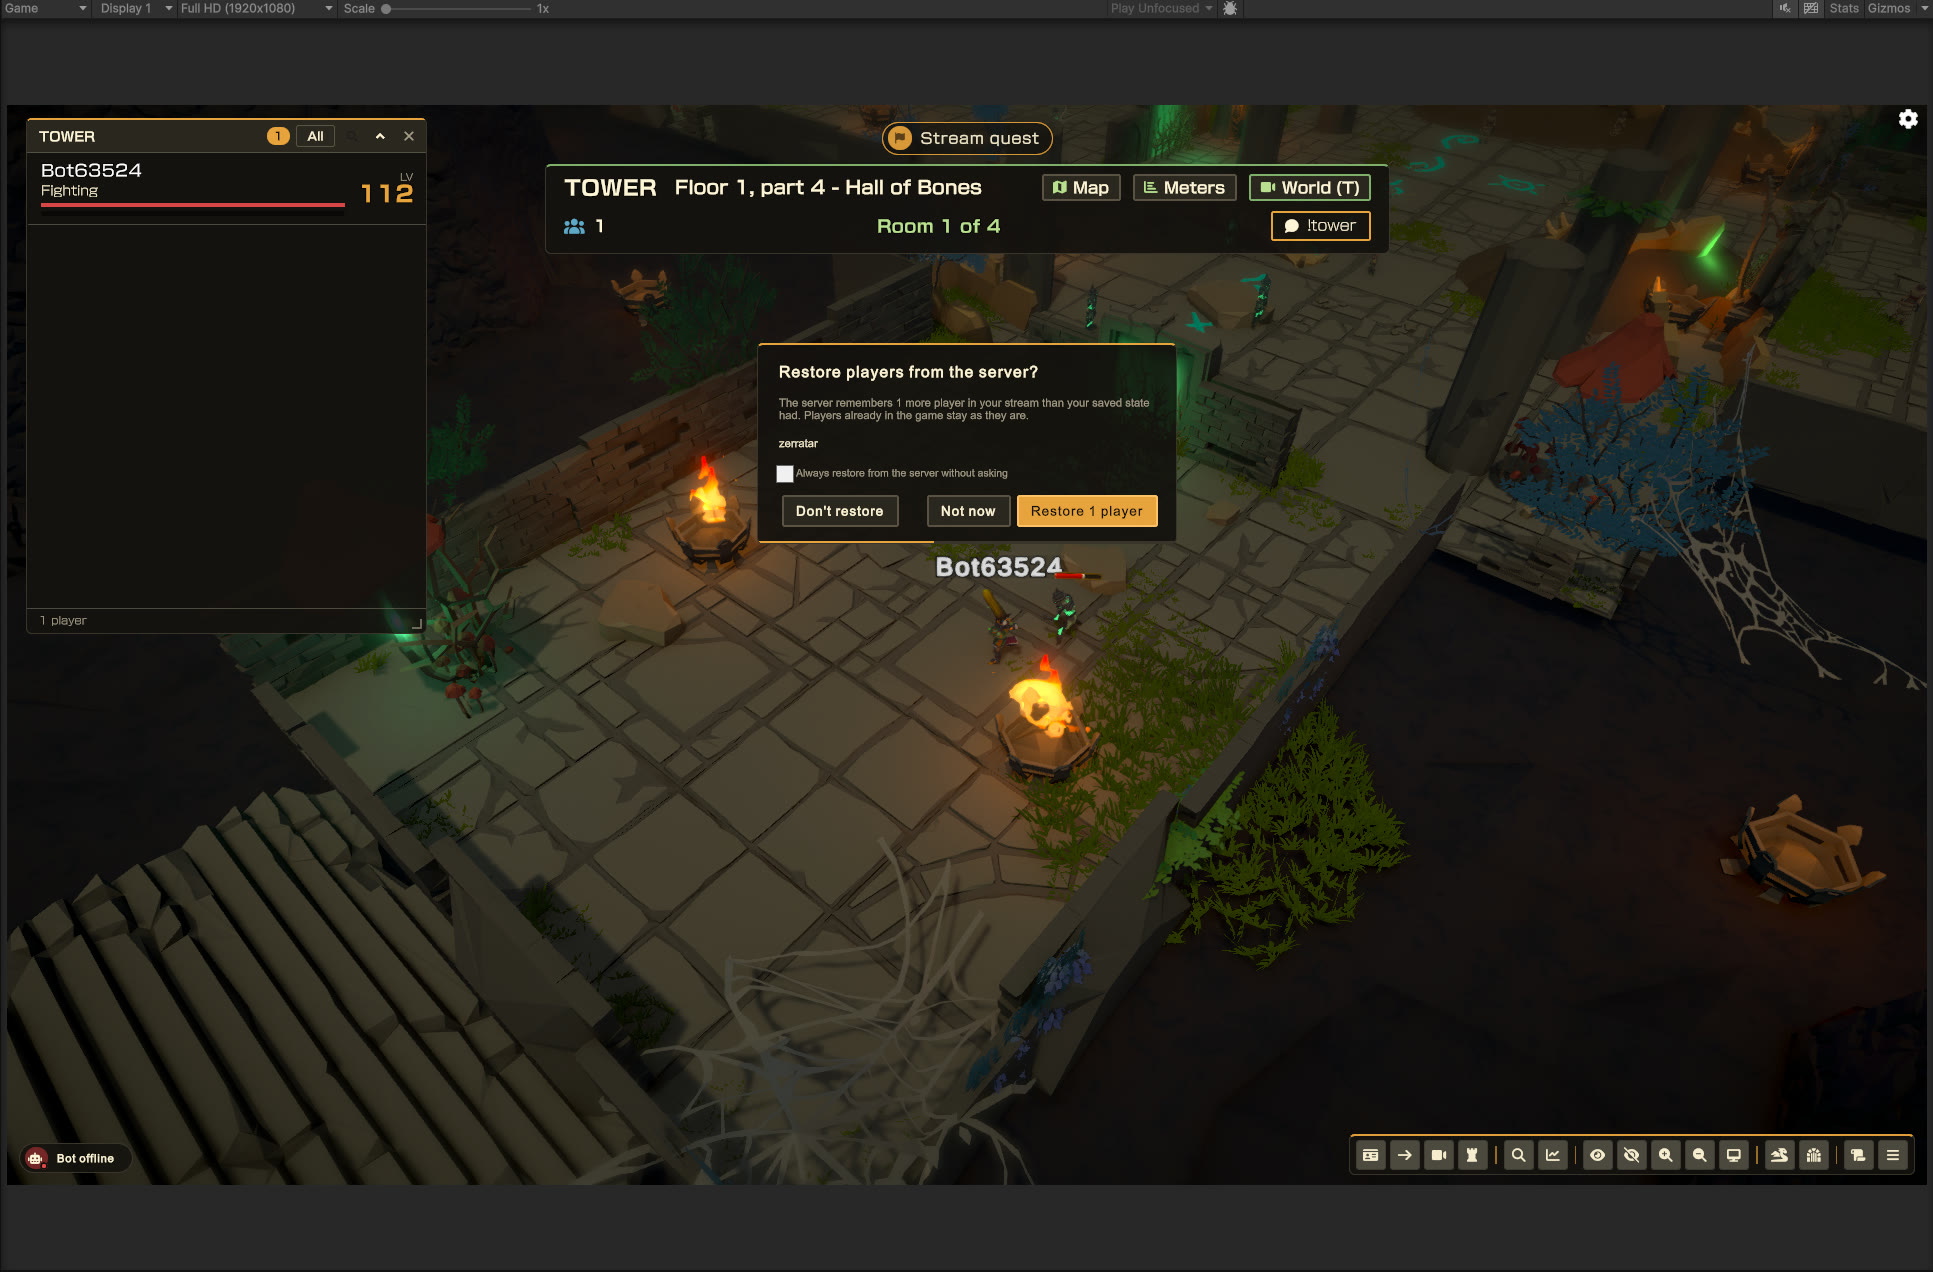 Game
Display 1
Full HD (1920x1080)
Scale
1x
Play Unfocused
Stats
Gizmos
TOWER
1
All
Bot63524
Fighting
LV
112
1 player
Stream quest
TOWER Floor 1, part 4 - Hall of Bones
Map
Meters
World (T)
1
Room 1 of 4
!tower
Restore players from the server?
The server remembers 1 more player in your stream than your saved state
had. Players already in the game stay as they are.
zerratar
Always restore from the server without asking
Don't restore
Not now
Restore 1 player
Bot63524
Bot offline